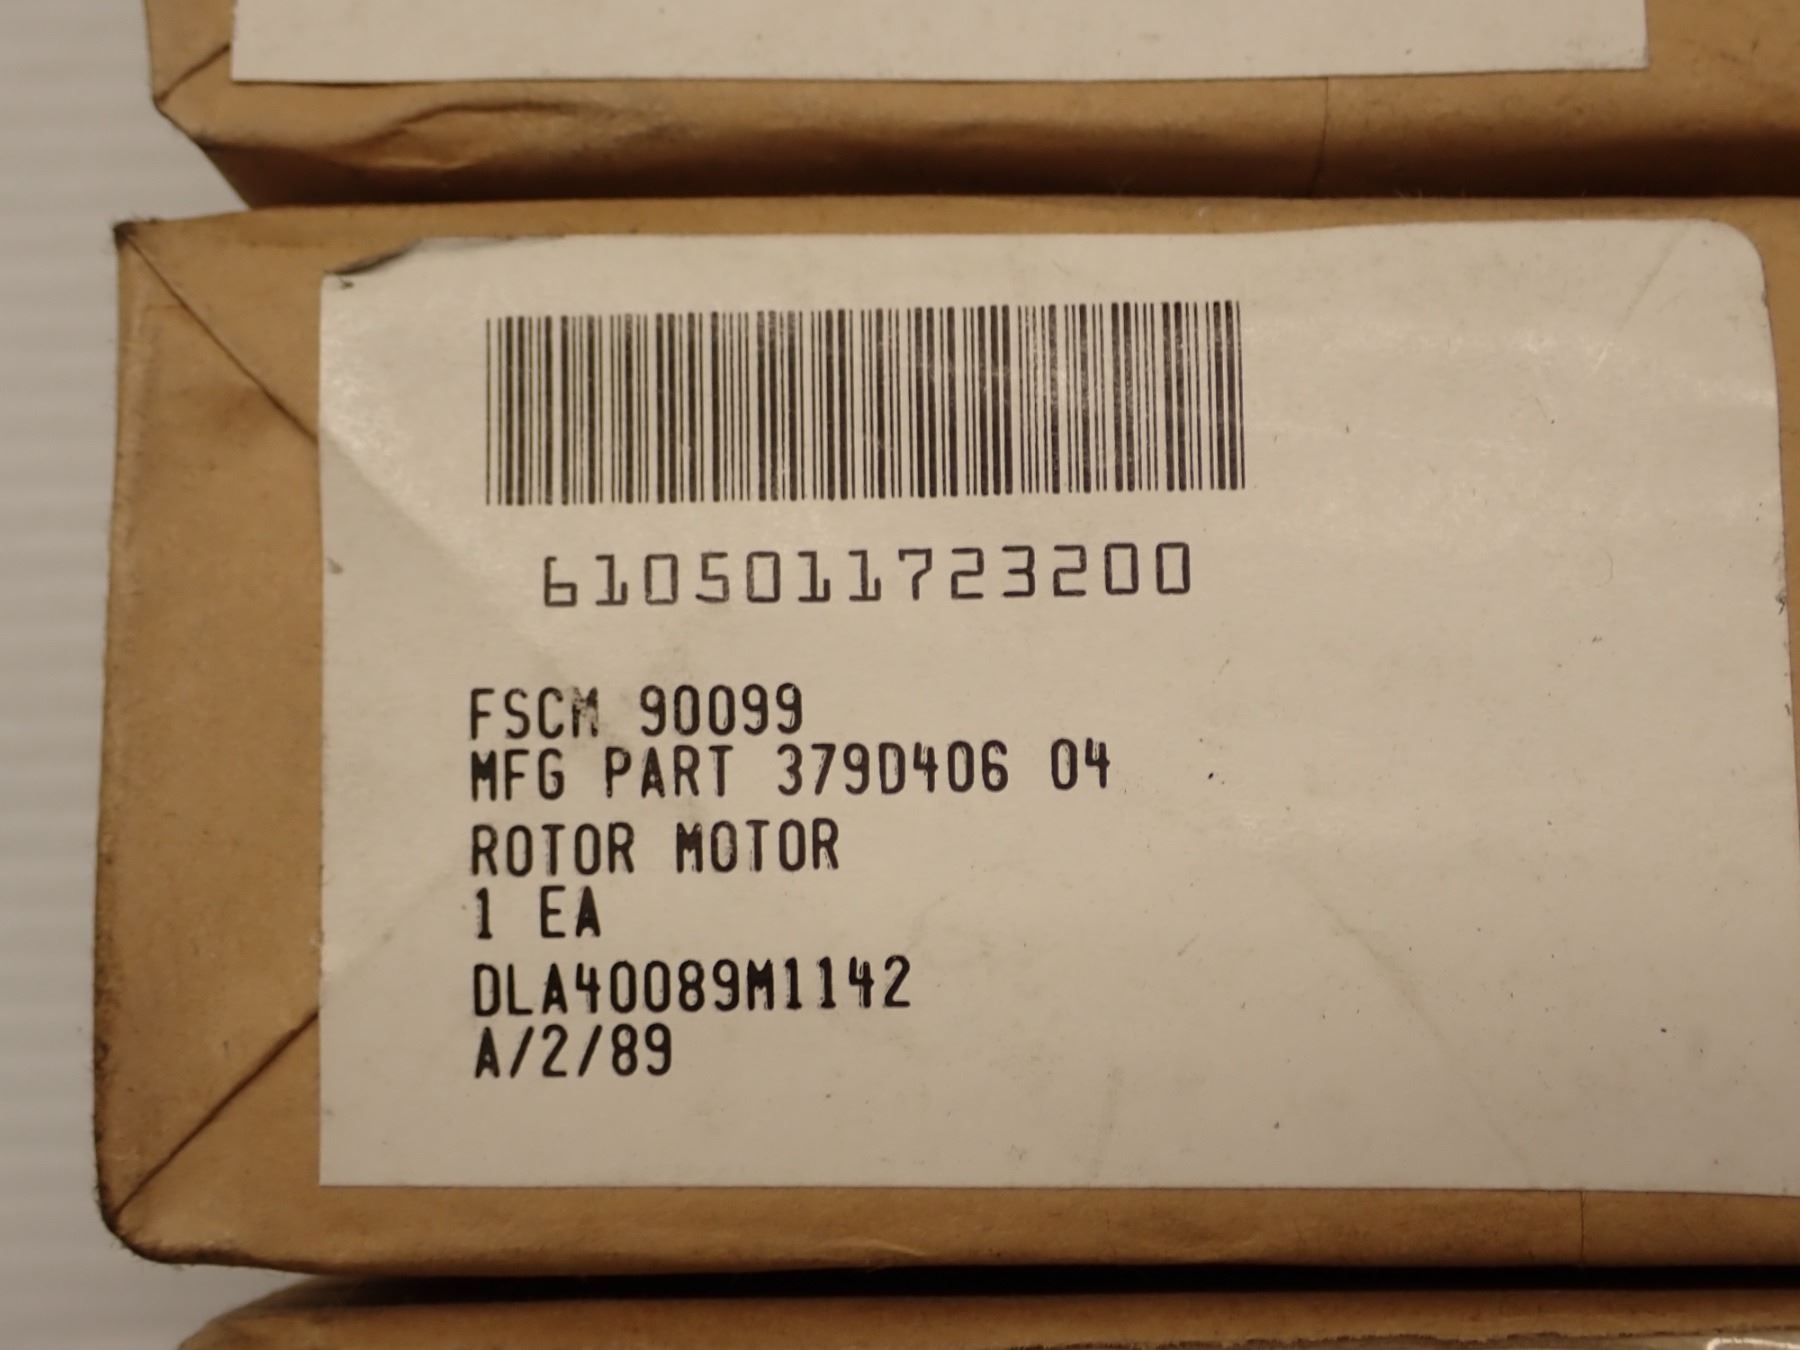 6105011723200
FSCM 90099
MFG PART 379D406 04
ROTOR MOTOR
1 EA
DLA40089M1142
A/2/89